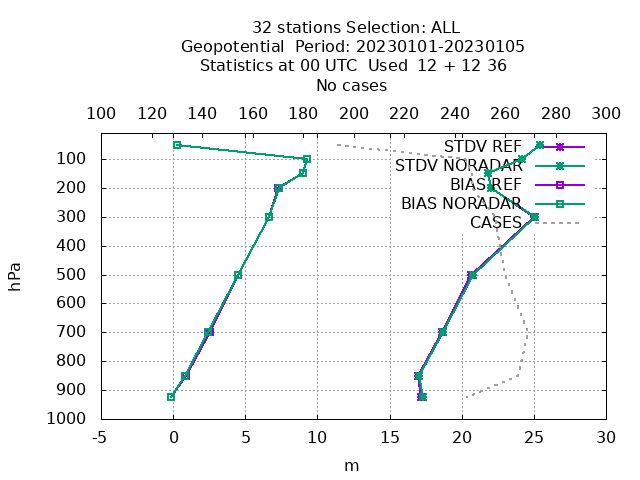 32 stations Selection: ALL
Geopotential  Period: 20230101-20230105
Statistics at 00 UTC  Used  12 + 12 36
No cases
100 120 140 160 180 200 220 240 260 280 300
STDV REF
100
STDV NORADAR
200
BIAS REF
BIAS NORADAR
300
CASES
400
500
600
700
800
900
1000
hPa
-5 0 5 10 15 20 25 30
m